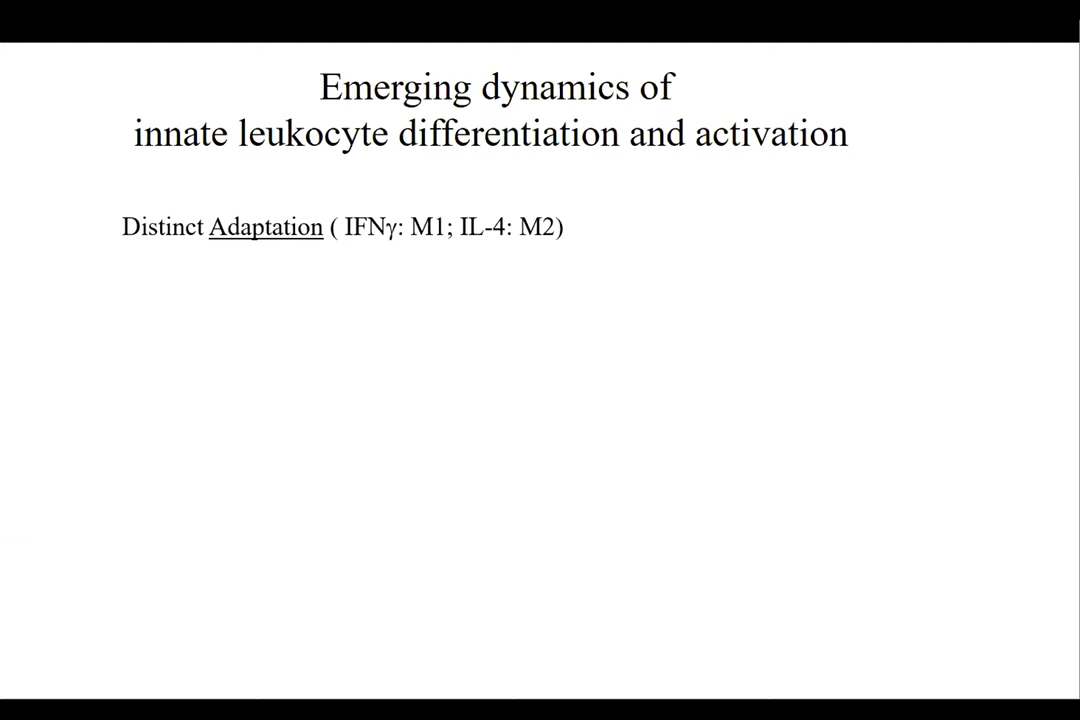 Emerging dynamics of
innate leukocyte differentiation and activation
Distinct Adaptation ( IFNγ: M1; IL-4: M2)